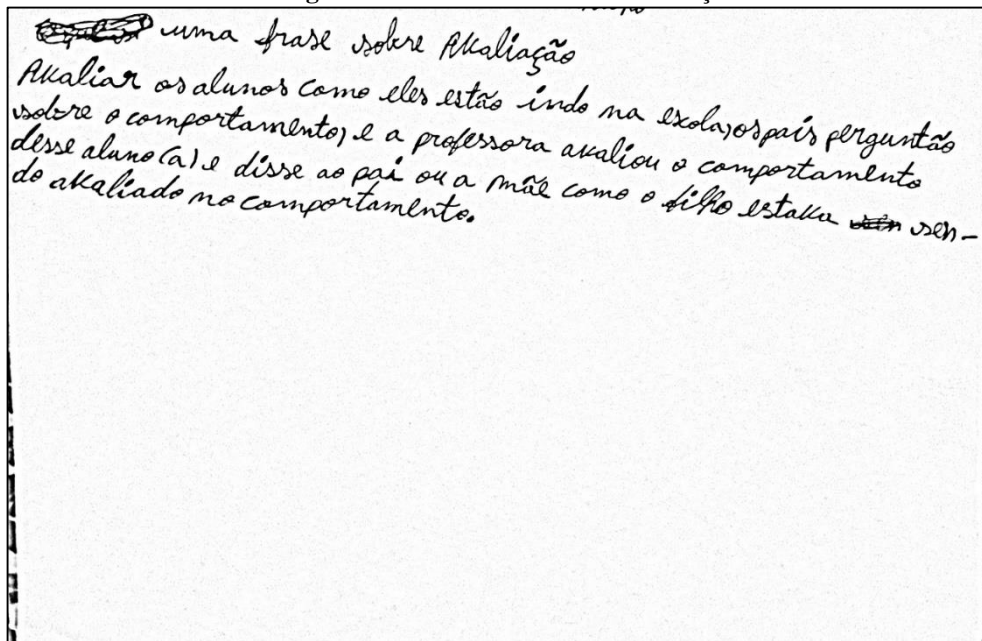 uma frase sobre Avaliação
Avaliar os alunos como eles estão indo na escola, os pais perguntão
sobre o comportamento, e a professora avaliou o comportamento
desse aluno(a) e disse ao pai ou a mãe como o filho estava sen-
do avaliado no comportamento.